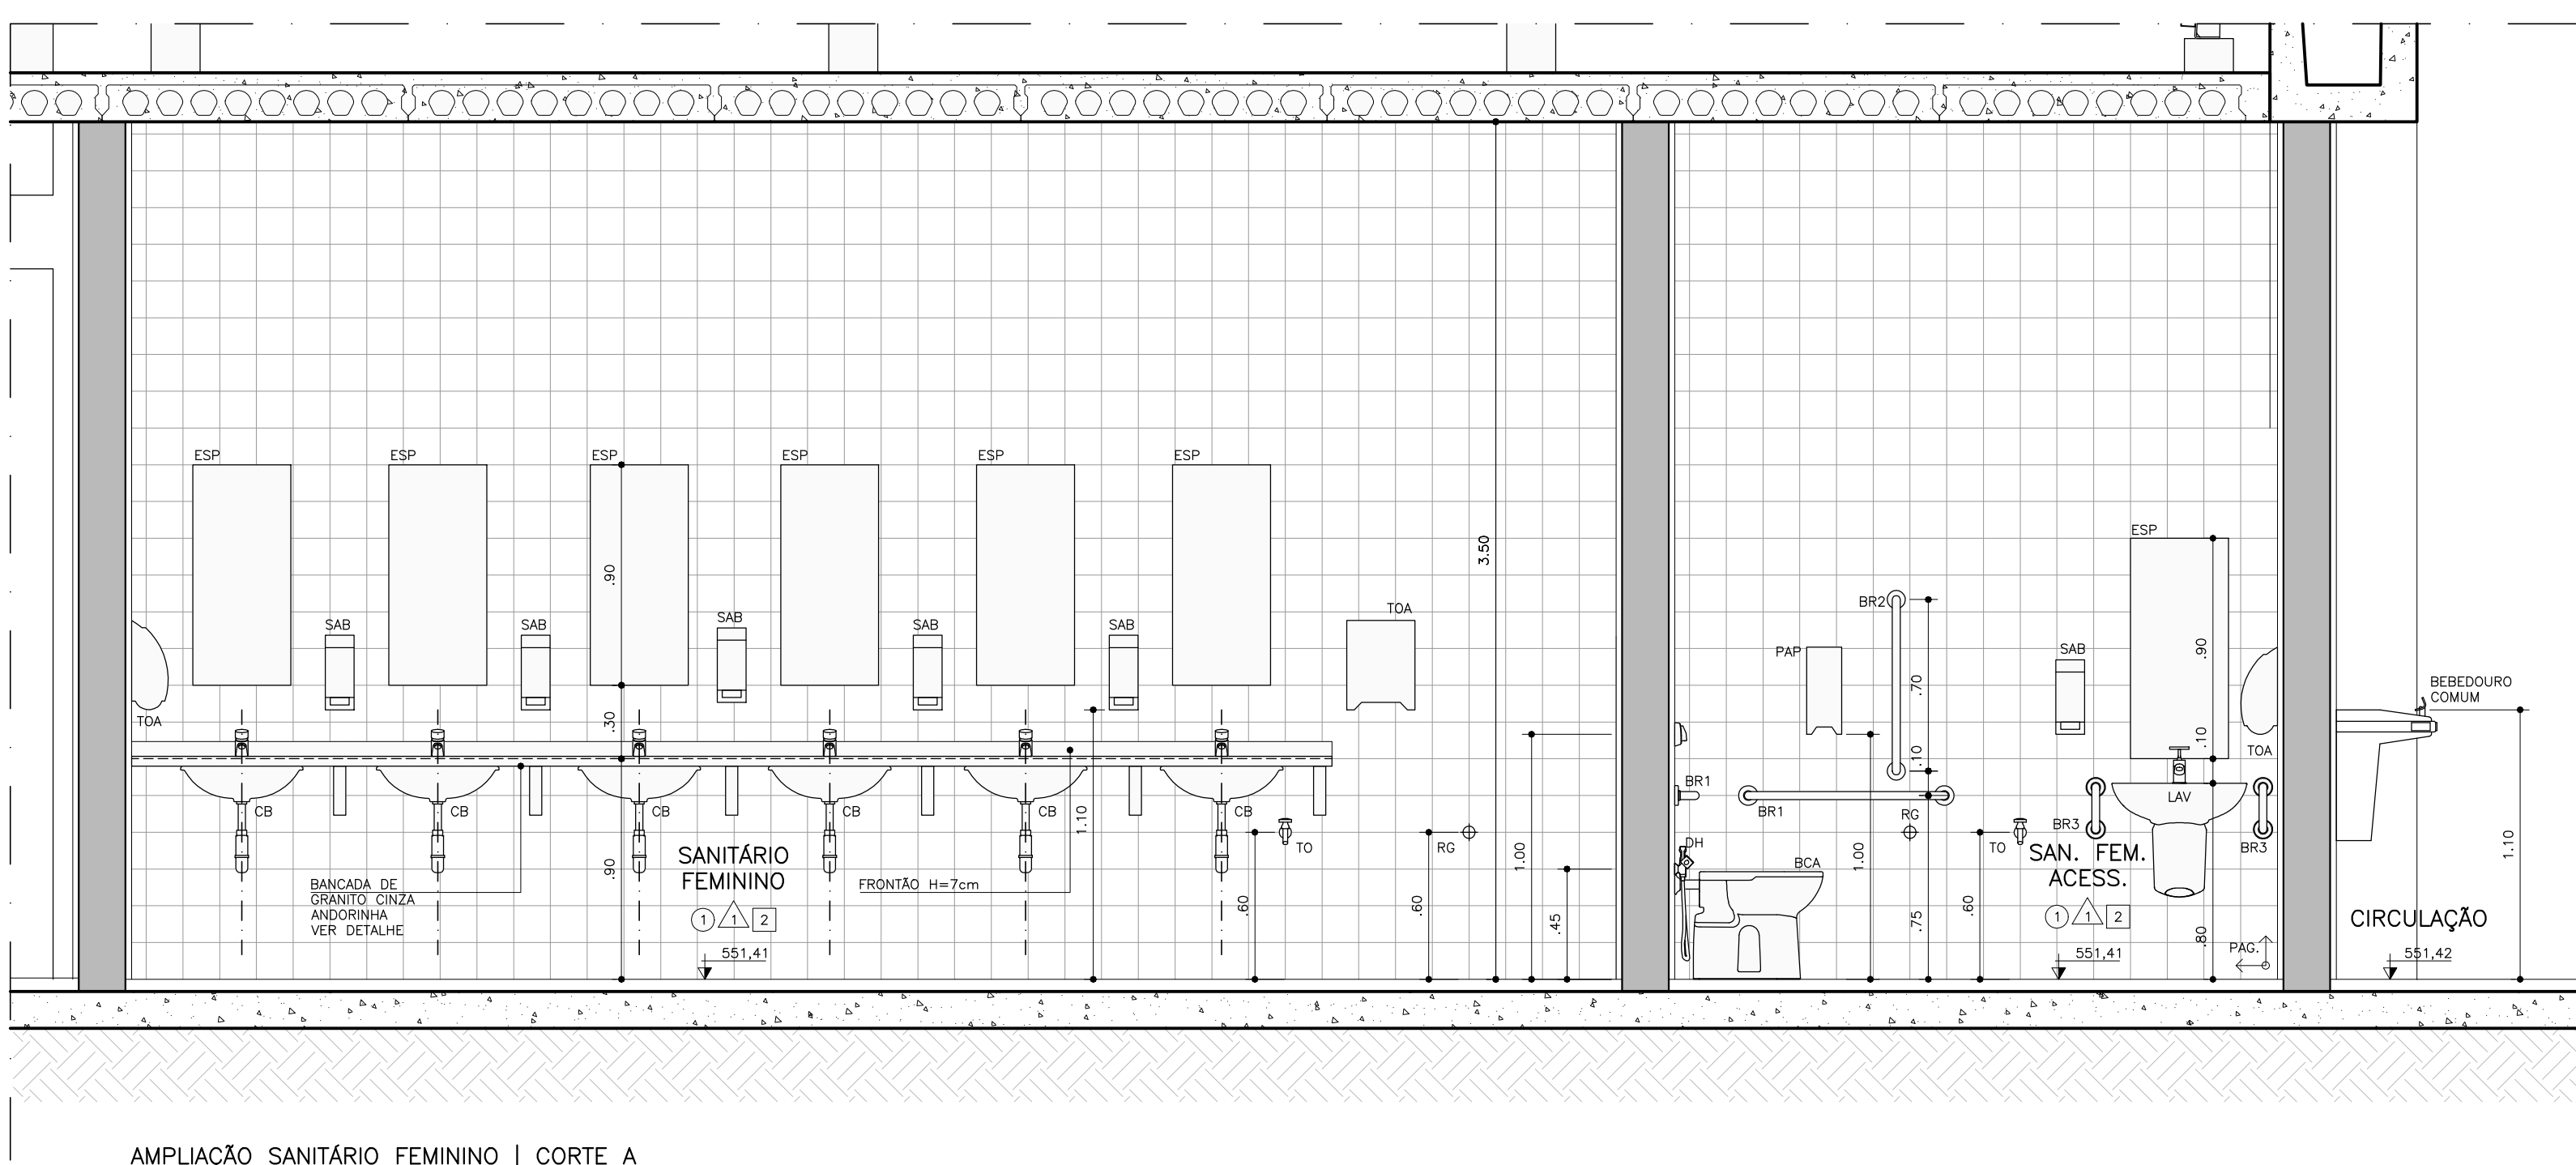 ESP
ESP
ESP
ESP
ESP
ESP
ESP
3.50
.90
SAB
SAB
SAB
SAB
SAB
TOA
TOA
BR2
PAP
.70
.10
SAB
.90
.10
TOA
BEBEDOURO
COMUM
.30
BR1
BR1
LAV
CB
CB
CB
CB
CB
CB
1.10
TO
RG
1.00
DH
BCA
RG
1.00
TO
BR3
BR3
1.10
SANITÁRIO
FEMININO
SAN. FEM.
ACESS.
BANCADA DE
GRANITO CINZA
ANDORINHA
VER DETALHE
FRONTÃO H=7cm
.90
.60
.60
.45
.75
.60
.80
1
1
2
1
1
2
CIRCULAÇÃO
551,41
551,41
PAG.
551,42
AMPLIAÇÃO SANITÁRIO FEMININO | CORTE A